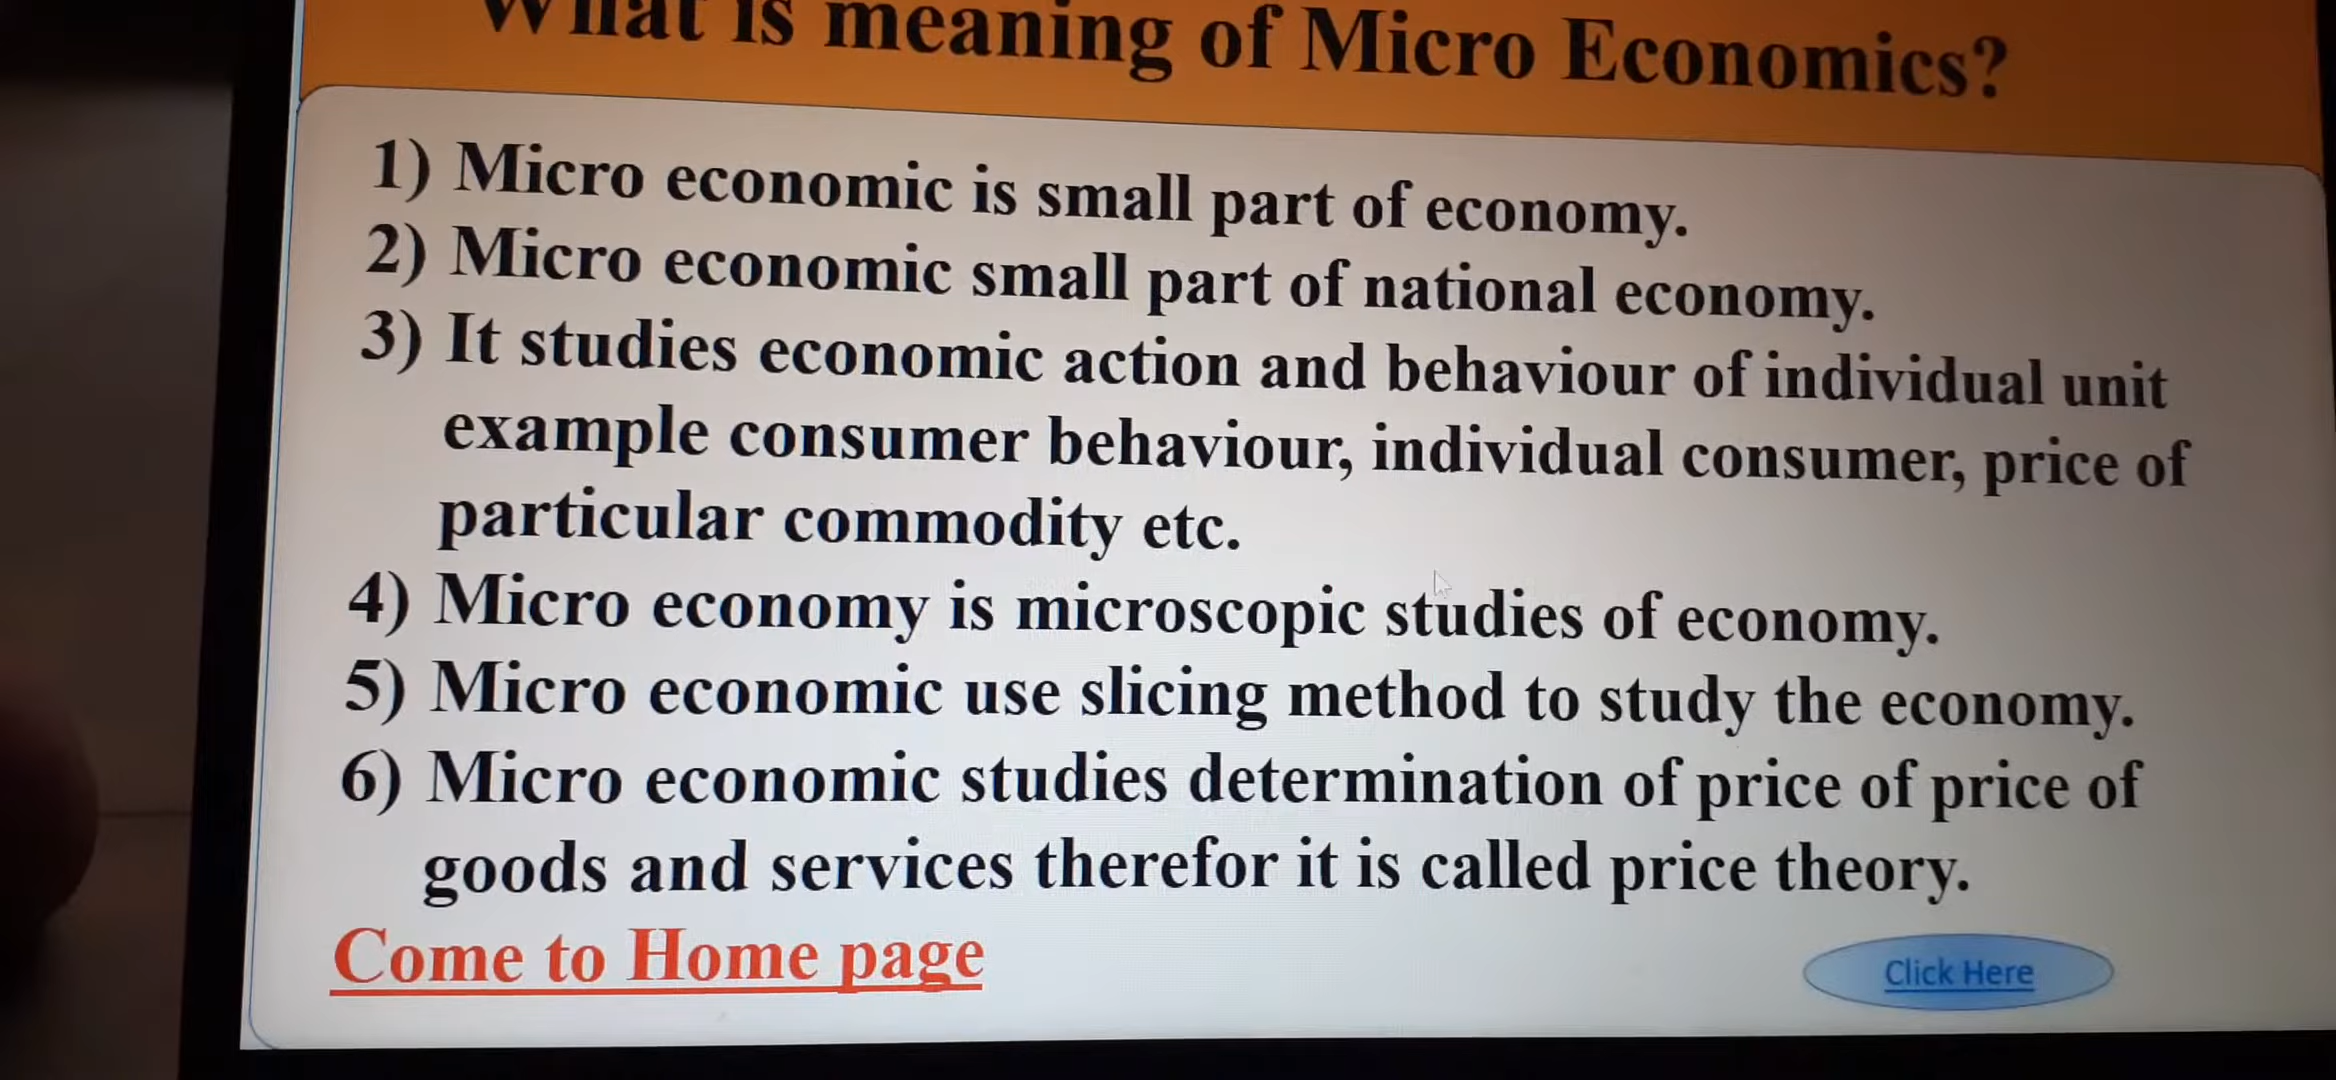 What is meaning of Micro Economics?
1) Micro economic is small part of economy.
2) Micro economic small part of national economy.
3) It studies economic action and behaviour of individual unit
example consumer behaviour, individual consumer, price of
particular commodity etc.
4) Micro economy is microscopic studies of economy.
5) Micro economic use slicing method to study the economy.
6) Micro economic studies determination of price of price of
goods and services therefor it is called price theory.
Come to Home page
Click Here